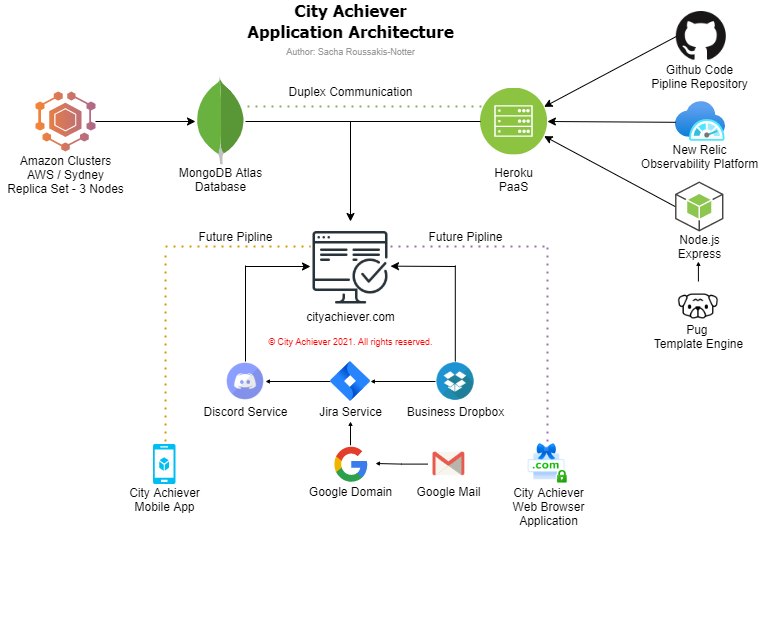 City Achiever
Application Architecture
Author: Sacha Roussakis-Notter
Duplex Communication
Github Code
Pipline Repository
New Relic
Observability Platform
Amazon Clusters
AWS / Sydney
Replica Set - 3 Nodes
MongoDB Atlas
Database
Heroku
PaaS
Node.js
Express
Future Pipline
Future Pipline
cityachiever.com
Pug
Template Engine
© City Achiever 2021. All rights reserved.
Discord Service
Jira Service
Business Dropbox
.com
City Achiever
Mobile App
Google Domain
Google Mail
City Achiever
Web Browser
Application